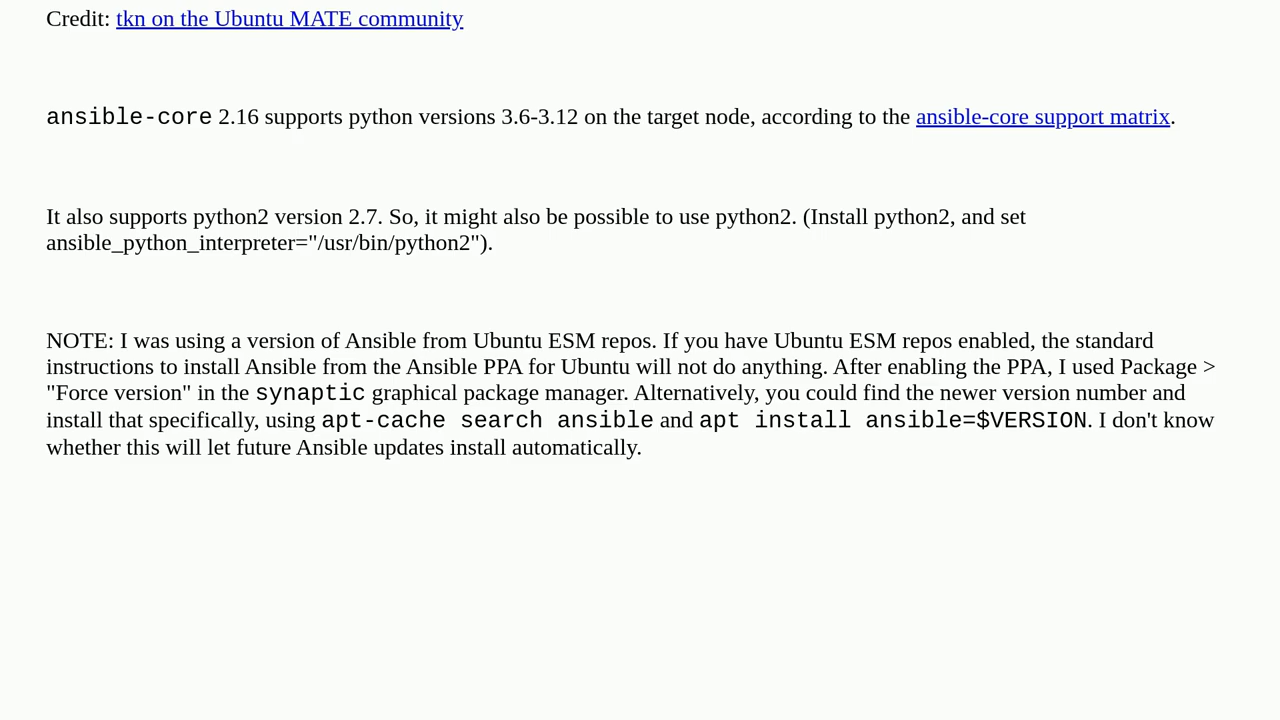 Credit: tkn on the Ubuntu MATE community
ansible-core 2.16 supports python versions 3.6-3.12 on the target node, according to the ansible-core support matrix.
It also supports python2 version 2.7. So, it might also be possible to use python2. (Install python2, and set
ansible_python_interpreter="/usr/bin/python2").
NOTE: I was using a version of Ansible from Ubuntu ESM repos. If you have Ubuntu ESM repos enabled, the standard
instructions to install Ansible from the Ansible PPA for Ubuntu will not do anything. After enabling the PPA, I used Package >
"Force version" in the synaptic graphical package manager. Alternatively, you could find the newer version number and
install that specifically, using apt-cache search ansible and apt install ansible=$VERSION. I don't know
whether this will let future Ansible updates install automatically.